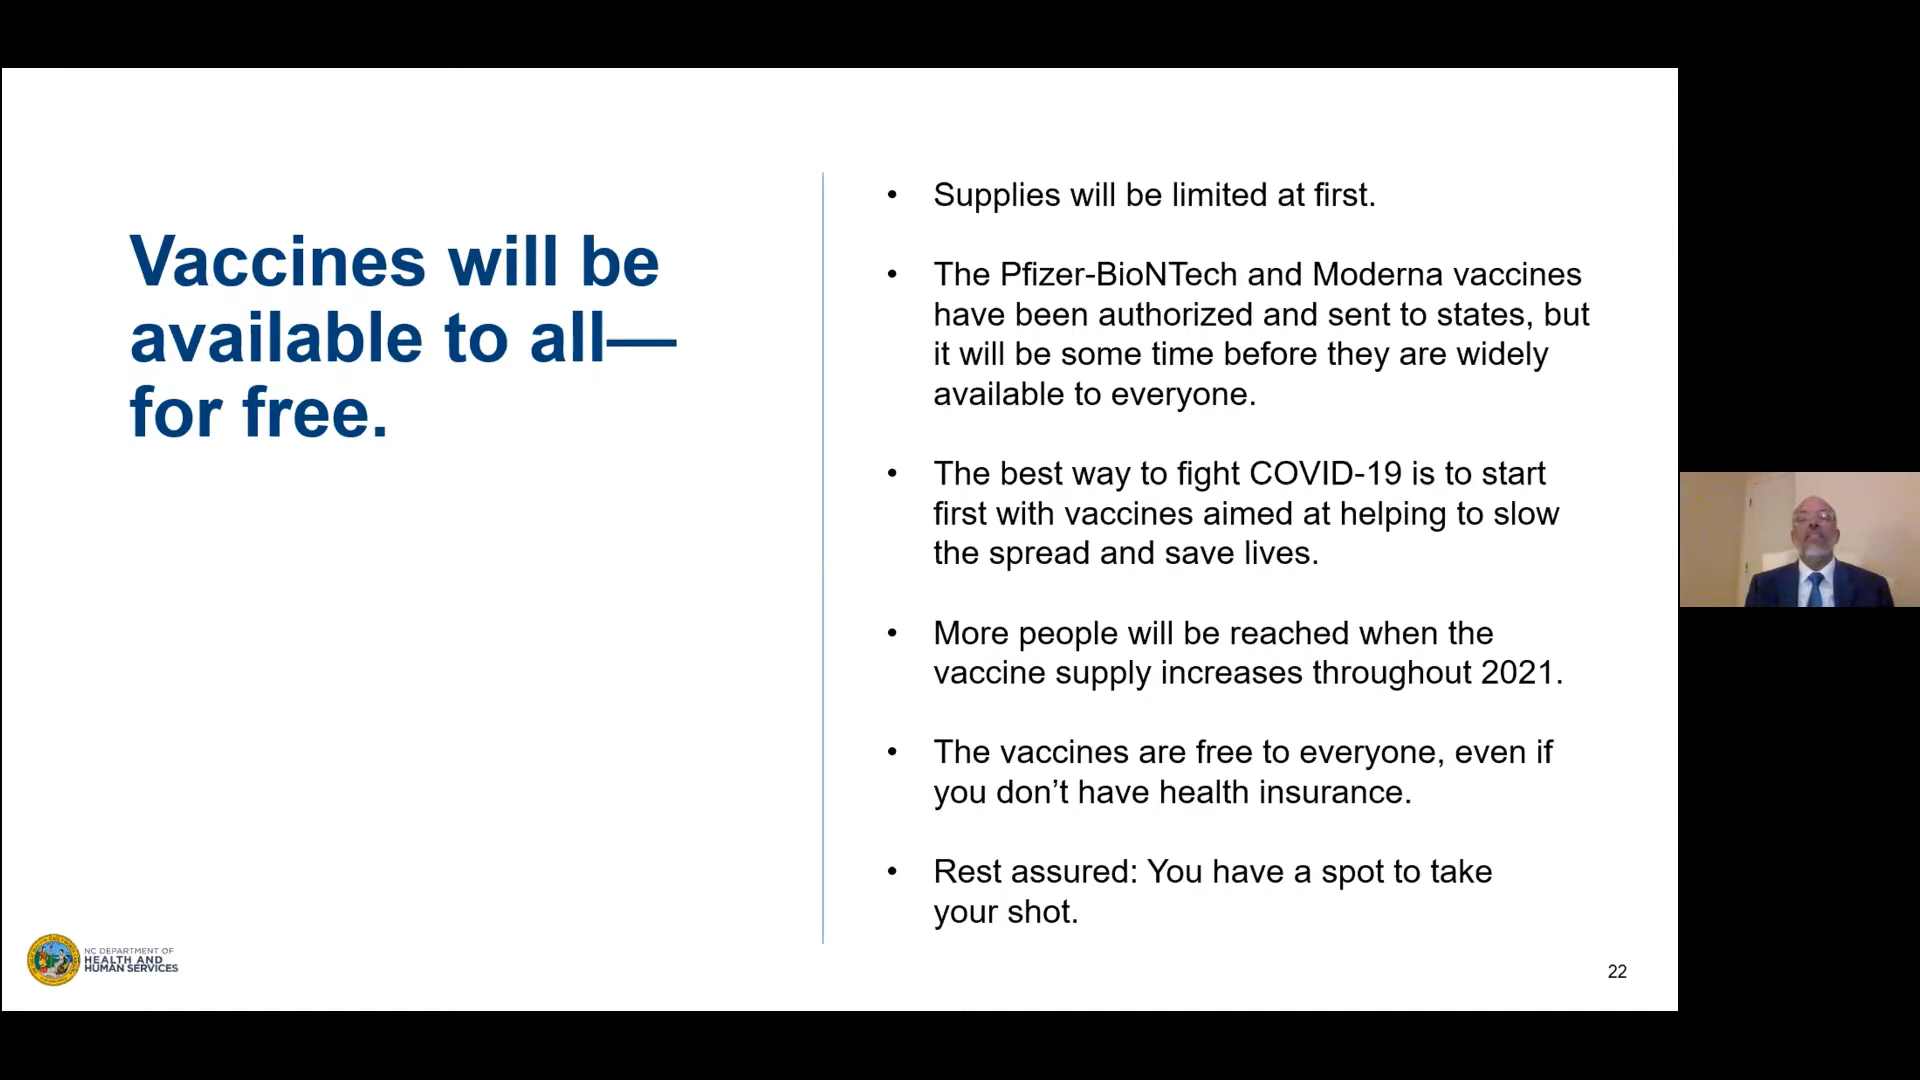 Vaccines will be
available to all—
for free.
• Supplies will be limited at first.
• The Pfizer-BioNTech and Moderna vaccines
have been authorized and sent to states, but
it will be some time before they are widely
available to everyone.
• The best way to fight COVID-19 is to start
first with vaccines aimed at helping to slow
the spread and save lives.
• More people will be reached when the
vaccine supply increases throughout 2021.
• The vaccines are free to everyone, even if
you don’t have health insurance.
• Rest assured: You have a spot to take
your shot.
NC DEPARTMENT OF
HEALTH AND
HUMAN SERVICES
22